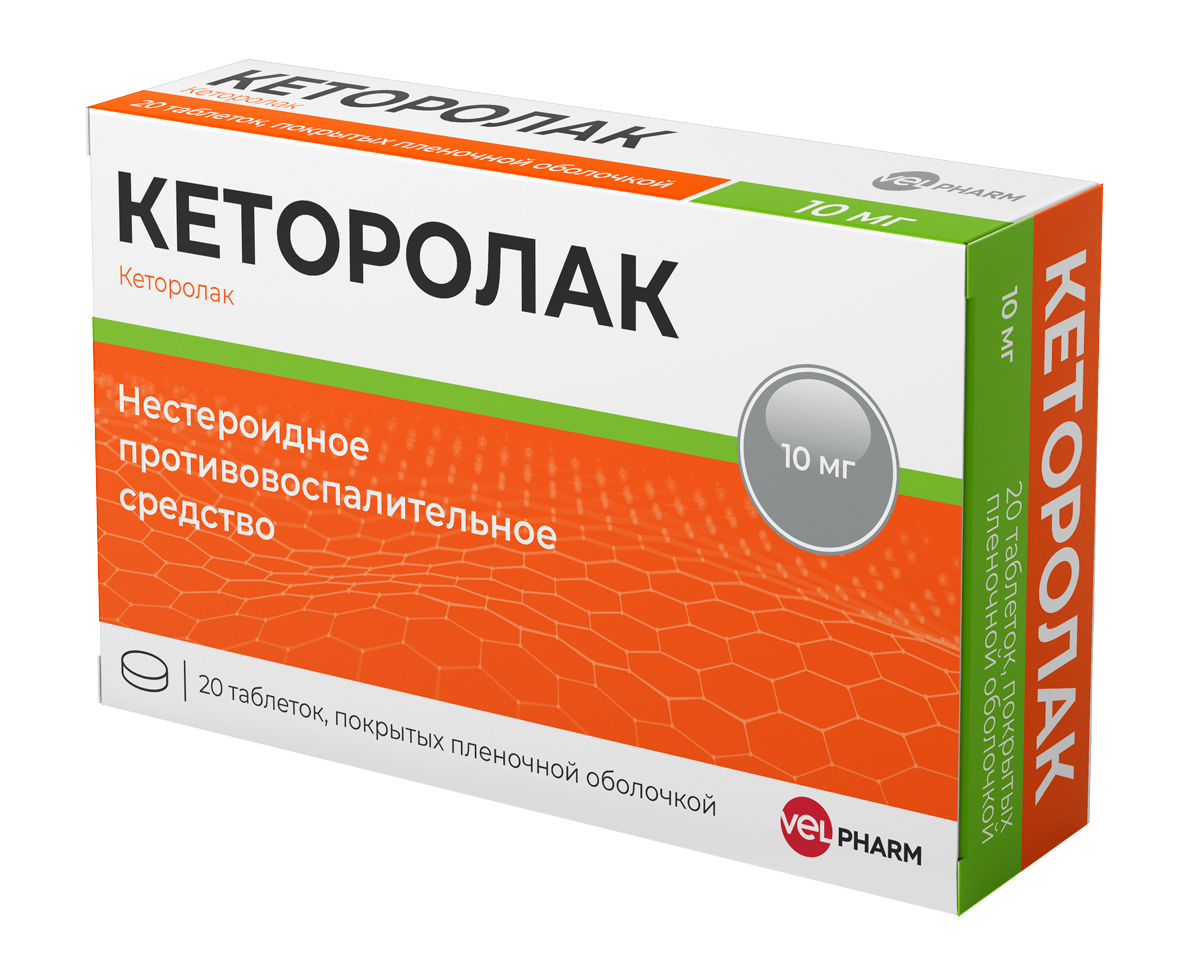 КЕТОРОЛАК
Кеторолак
20 таблеток, покрытых пленочной оболочкой
10 мг
vel PHARM
КЕТОРОЛАК
Кеторолак
Нестероидное
противовоспалительное
средство
10 мг
20 таблеток, покрытых пленочной оболочкой
vel PHARM
КЕТОРОЛАК
10 мг
20 таблеток, покрытых
пленочной оболочкой